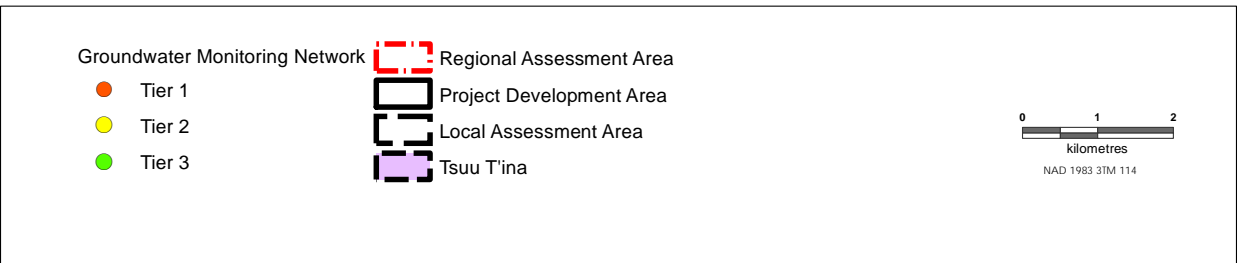 Groundwater Monitoring Network
Tier 1
Tier 2
Tier 3
Regional Assessment Area
Project Development Area
Local Assessment Area
Tsuu T'ina
0 1 2
kilometres
NAD 1983 3TM 114